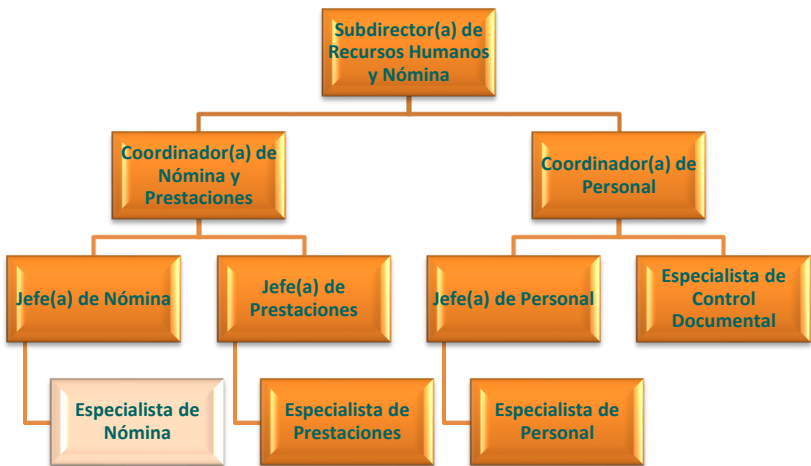 Subdirector(a) de
Recursos Humanos
y Nómina
Coordinador(a) de
Nómina y
Prestaciones
Coordinador(a) de
Personal
Jefe(a) de Nómina
Jefe(a) de
Prestaciones
Jefe(a) de Personal
Especialista de
Control
Documental
Especialista de
Nómina
Especialista de
Prestaciones
Especialista de
Personal